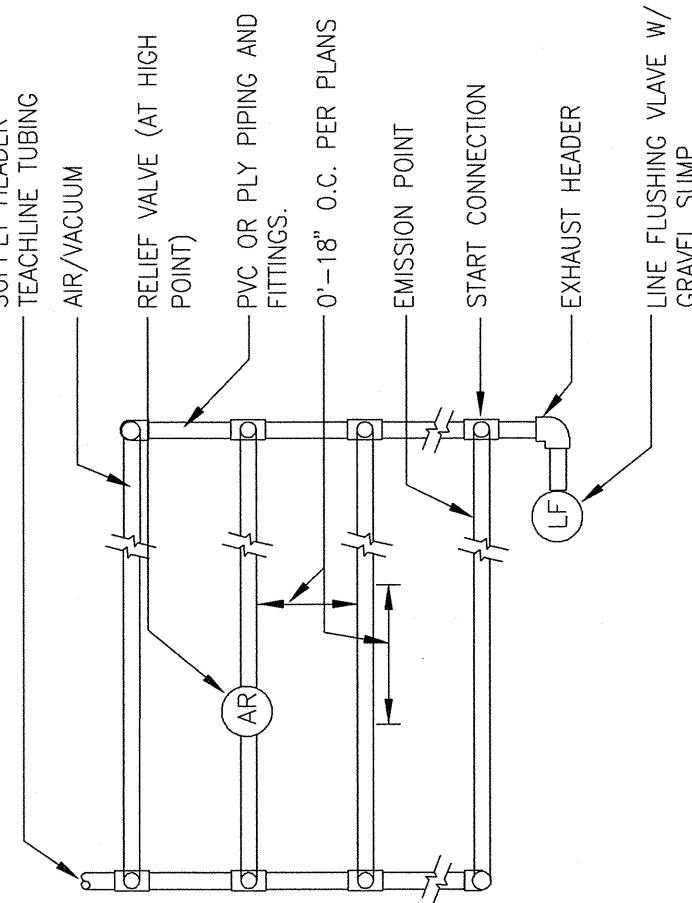 SUPPLY HEADER
TEACHLINE TUBING
AIR/VACUUM
RELIEF VALVE (AT HIGH
POINT)
PVC OR PLY PIPING AND
FITTINGS.
0'-18" O.C. PER PLANS
EMISSION POINT
START CONNECTION
EXHAUST HEADER
LINE FLUSHING VLAVE W/
GRAVEL SUMP
AR
LF